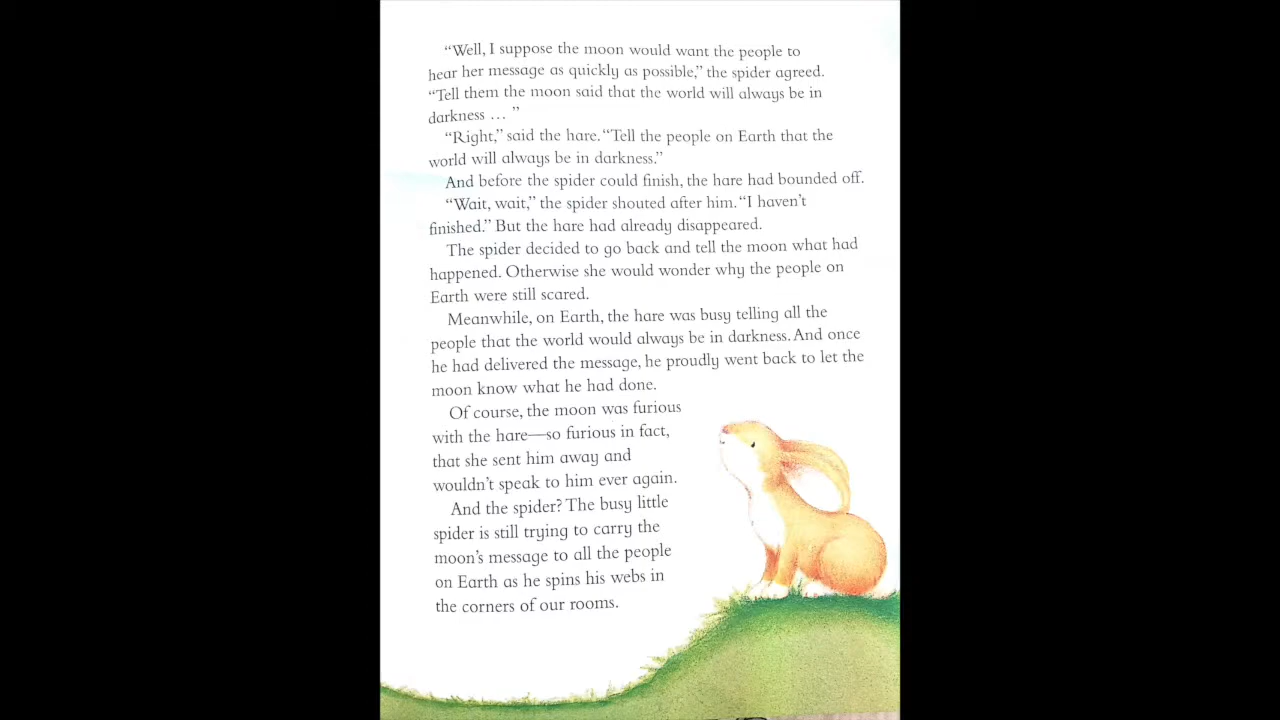 “Well, I suppose the moon would want the people to
hear her message as quickly as possible,” the spider agreed.
“Tell them the moon said that the world will always be in
darkness … ”
“Right,” said the hare. “Tell the people on Earth that the
world will always be in darkness.”
And before the spider could finish, the hare had bounded off.
“Wait, wait,” the spider shouted after him. “I haven’t
finished.” But the hare had already disappeared.
The spider decided to go back and tell the moon what had
happened. Otherwise she would wonder why the people on
Earth were still scared.
Meanwhile, on Earth, the hare was busy telling all the
people that the world would always be in darkness. And once
he had delivered the message, he proudly went back to let the
moon know what he had done.
Of course, the moon was furious
with the hare—so furious in fact,
that she sent him away and
wouldn’t speak to him ever again.
And the spider? The busy little
spider is still trying to carry the
moon’s message to all the people
on Earth as he spins his webs in
the corners of our rooms.